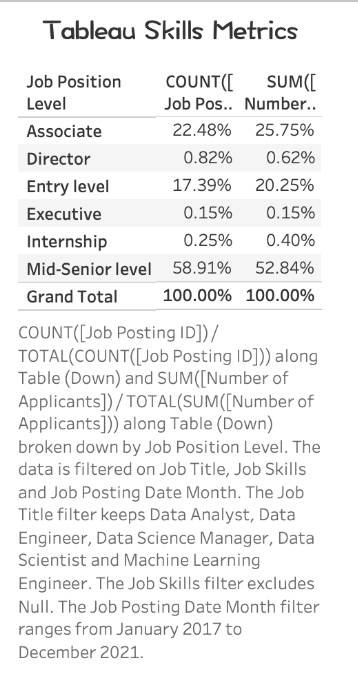 Tableau Skills Metrics
Job Position Level COUNT([ Job Pos.. SUM([ Number..
Associate 22.48% 25.75%
Director 0.82% 0.62%
Entry level 17.39% 20.25%
Executive 0.15% 0.15%
Internship 0.25% 0.40%
Mid-Senior level 58.91% 52.84%
Grand Total 100.00% 100.00%
COUNT([Job Posting ID]) /
TOTAL(COUNT([Job Posting ID])) along
Table (Down) and SUM([Number of
Applicants]) / TOTAL(SUM([Number of
Applicants])) along Table (Down)
broken down by Job Position Level. The
data is filtered on Job Title, Job Skills
and Job Posting Date Month. The Job
Title filter keeps Data Analyst, Data
Engineer, Data Science Manager, Data
Scientist and Machine Learning
Engineer. The Job Skills filter excludes
Null. The Job Posting Date Month filter
ranges from January 2017 to
December 2021.